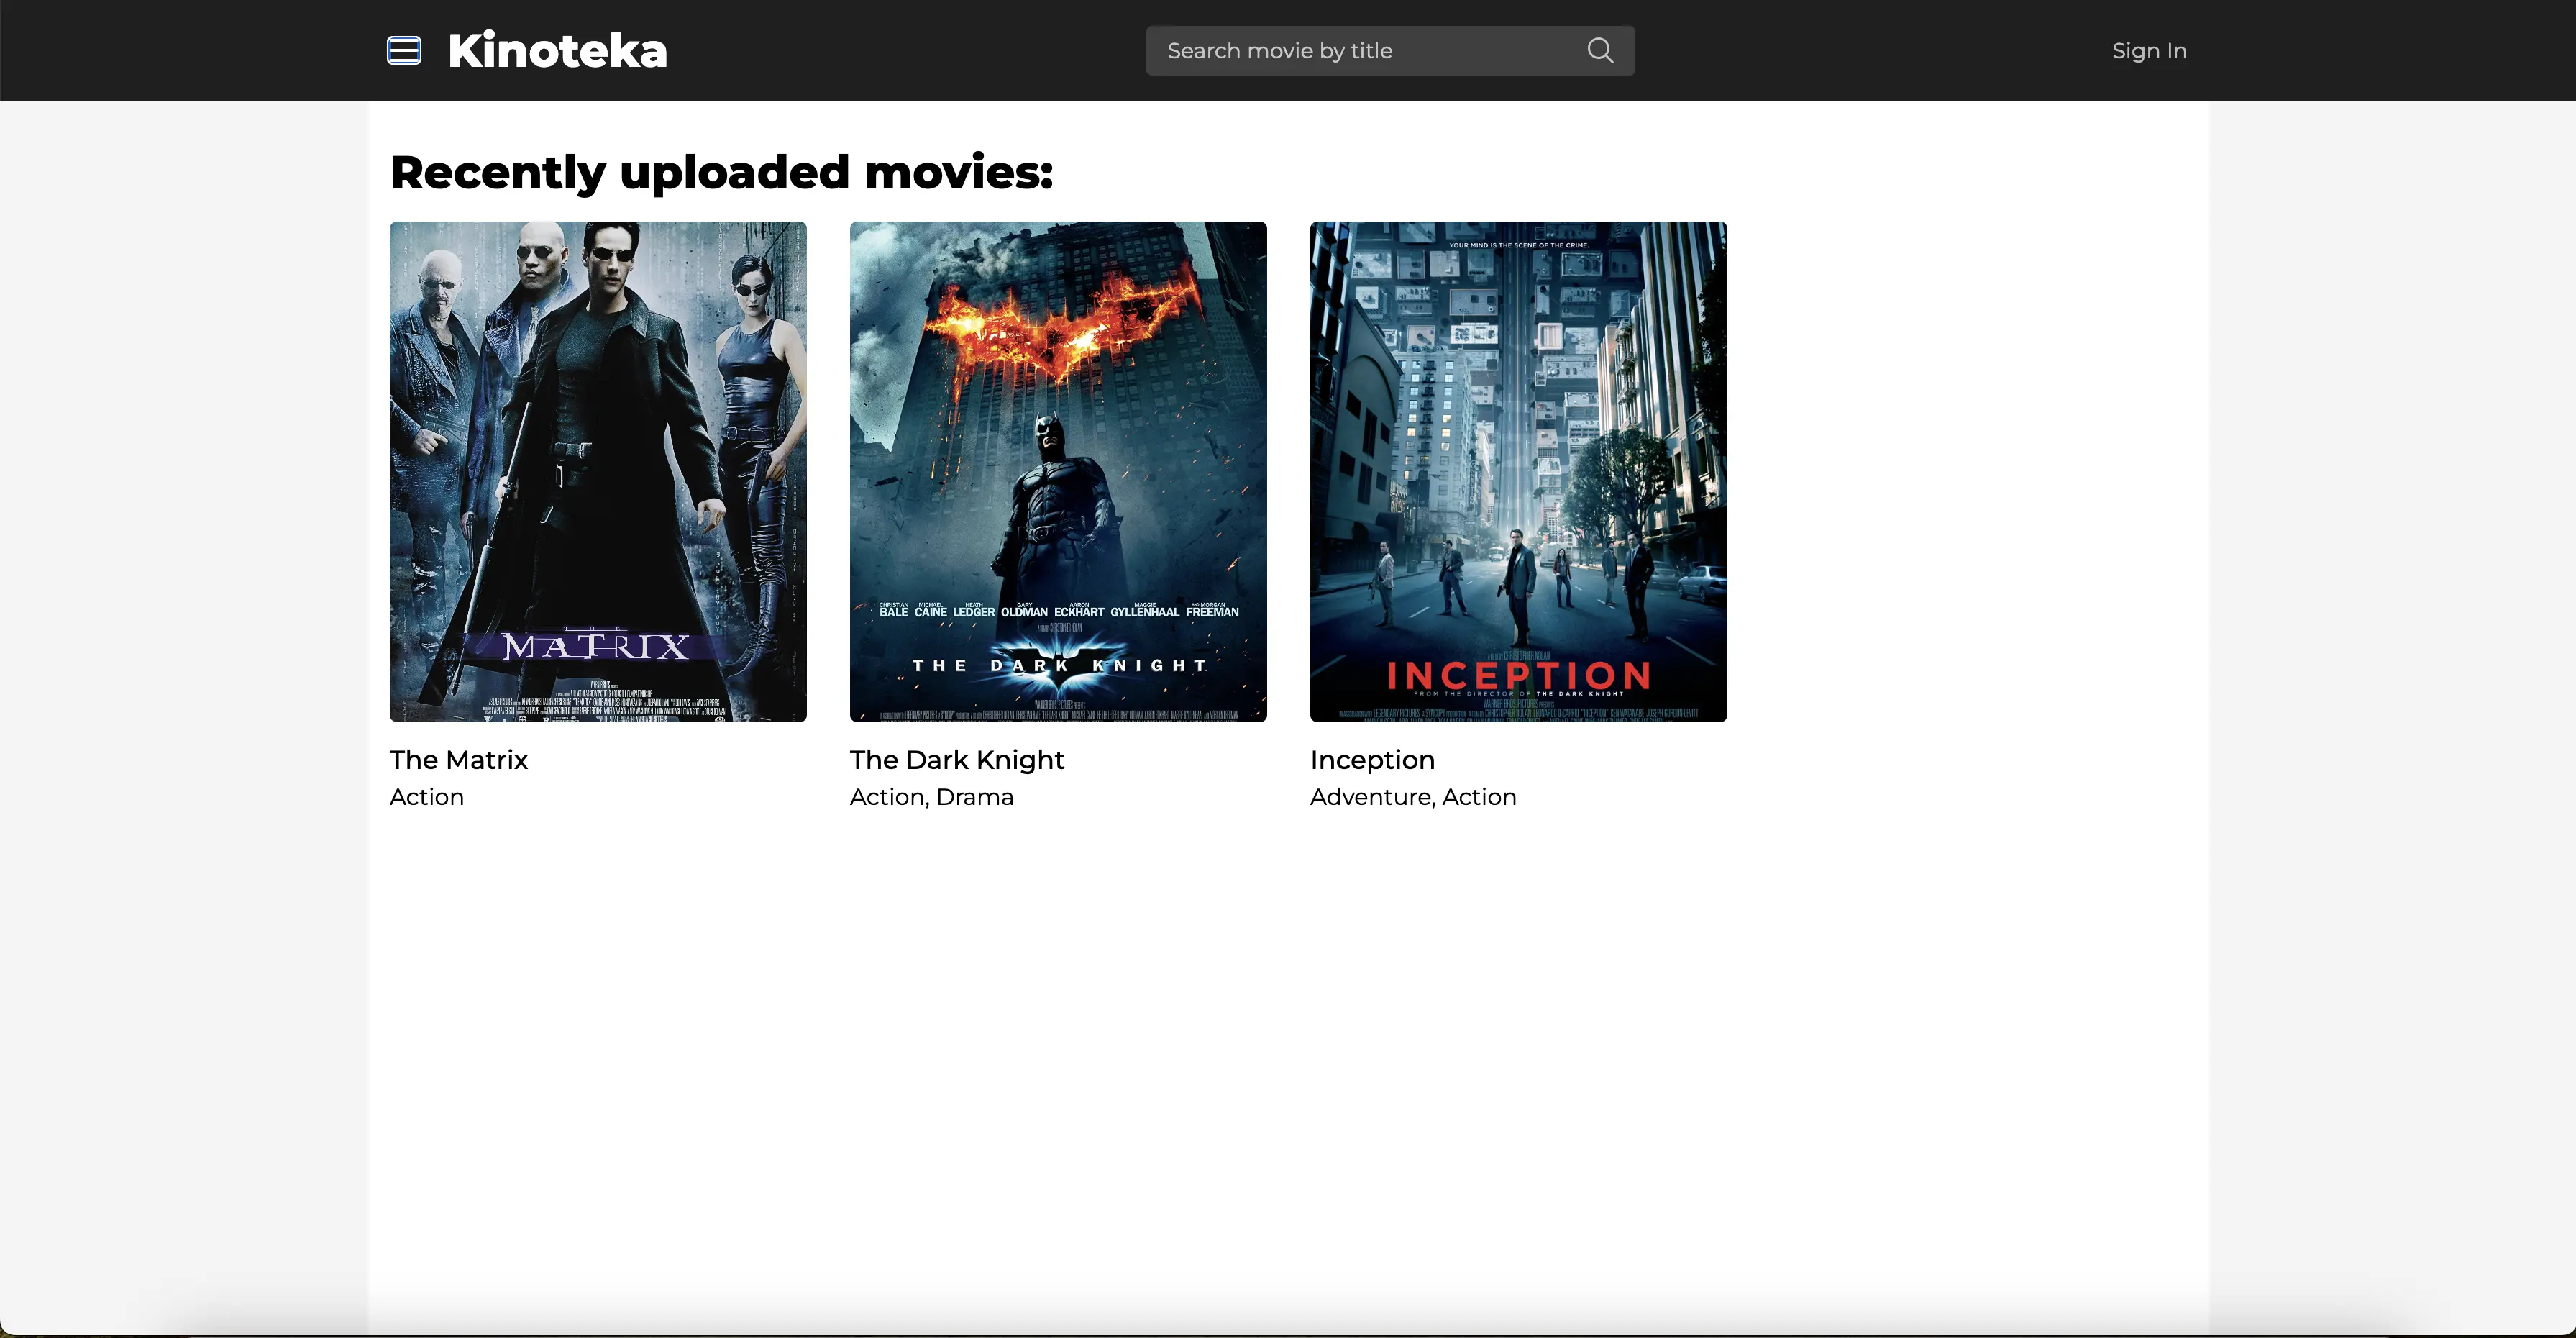 Kinoteka
Search movie by title
Sign In
Recently uploaded movies:
THE
MATRIX
CHRISTIAN BALE MICHAEL CAINE HEATH LEDGER GARY OLDMAN AARON ECKHART MAGGIE GYLLENHAAL AND MORGAN FREEMAN
THE DARK KNIGHT
YOUR MIND IS THE SCENE OF THE CRIME.
INCEPTION
FROM THE DIRECTOR OF THE DARK KNIGHT
The Matrix
Action
The Dark Knight
Action, Drama
Inception
Adventure, Action